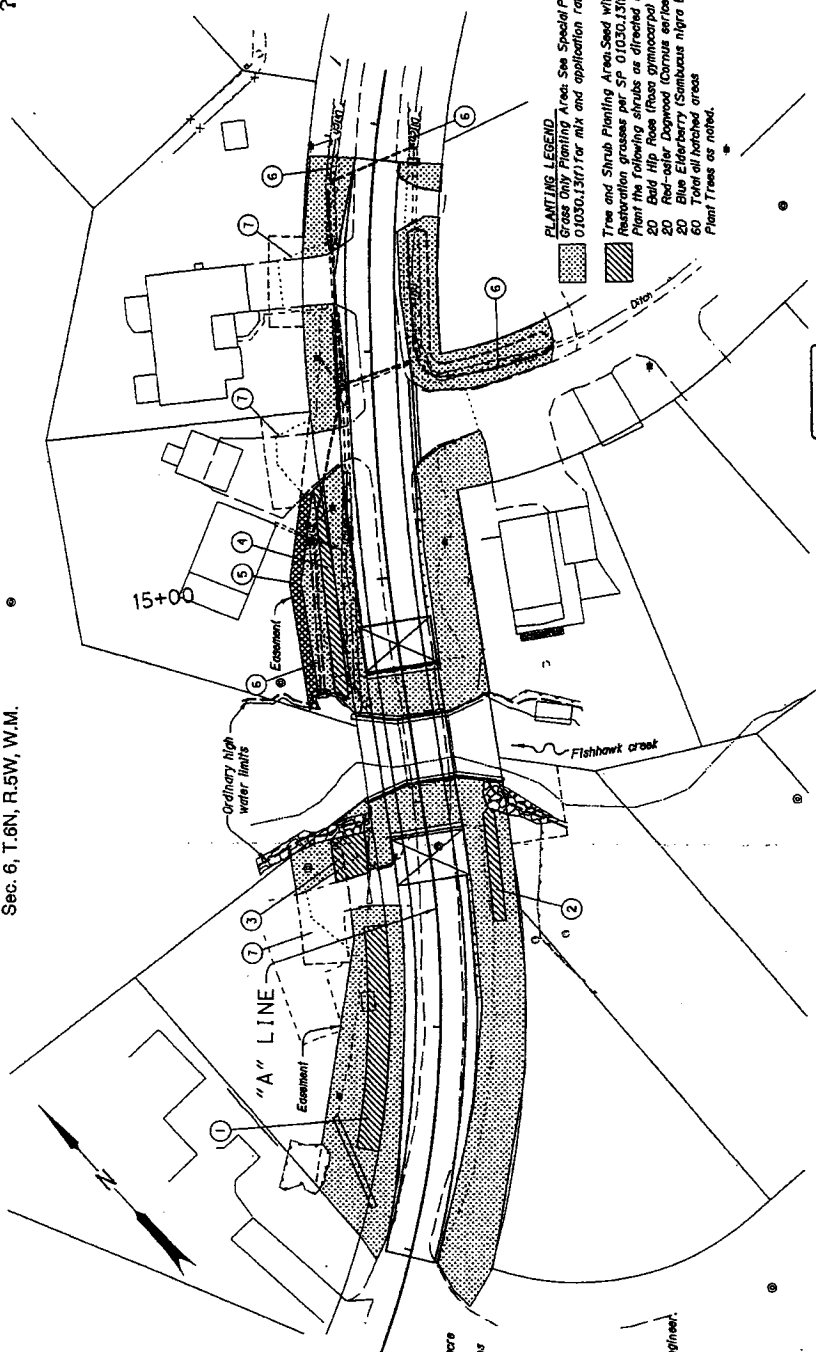 Sec. 6, T.6N, R.5W, W.M.
?
15+00
Easement
Ordinary high
water limits
Fishhawk creek
"A" LINE
Easement
N
Ditch
1
2
3
4
5
6
6
6
6
7
7
7
PLANTING LEGEND
Grass Only Planting Area: See Special P
01030.13(f) for mix and application ra
Tree and Shrub Planting Area: Seed wi
Restoration grasses per SP 01030.13(
Plant the following shrubs as directed
20 Bald Hip Rose (Rosa gymnocarpa)
20 Red-osier Dogwood (Cornus serice
20 Blue Elderberry (Sambucus nigra
60 Total all hatched areas
Plant Trees as noted.
cre
s
gineer.